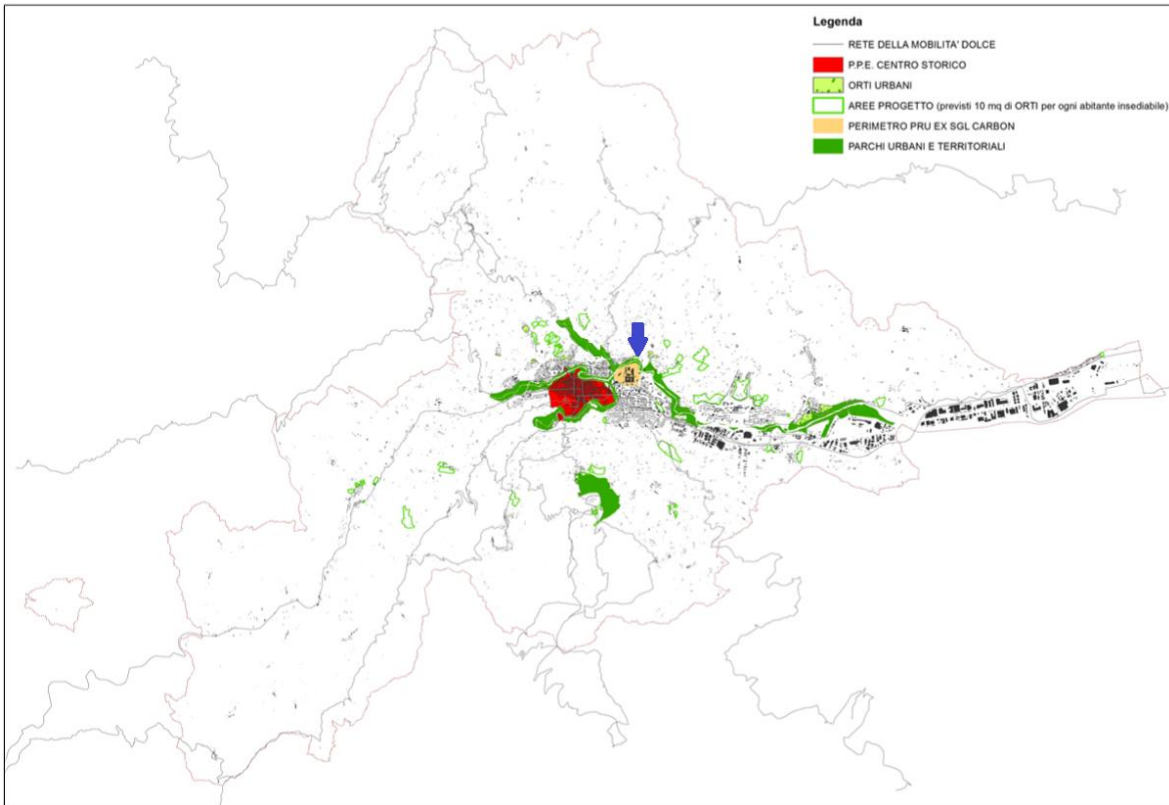 Legenda
RETE DELLA MOBILITA' DOLCE
P.P.E. CENTRO STORICO
ORTI URBANI
AREE PROGETTO (previsti 10 mq di ORTI per ogni abitante insediabile)
PERIMETRO PRU EX SGL CARBON
PARCHI URBANI E TERRITORIALI